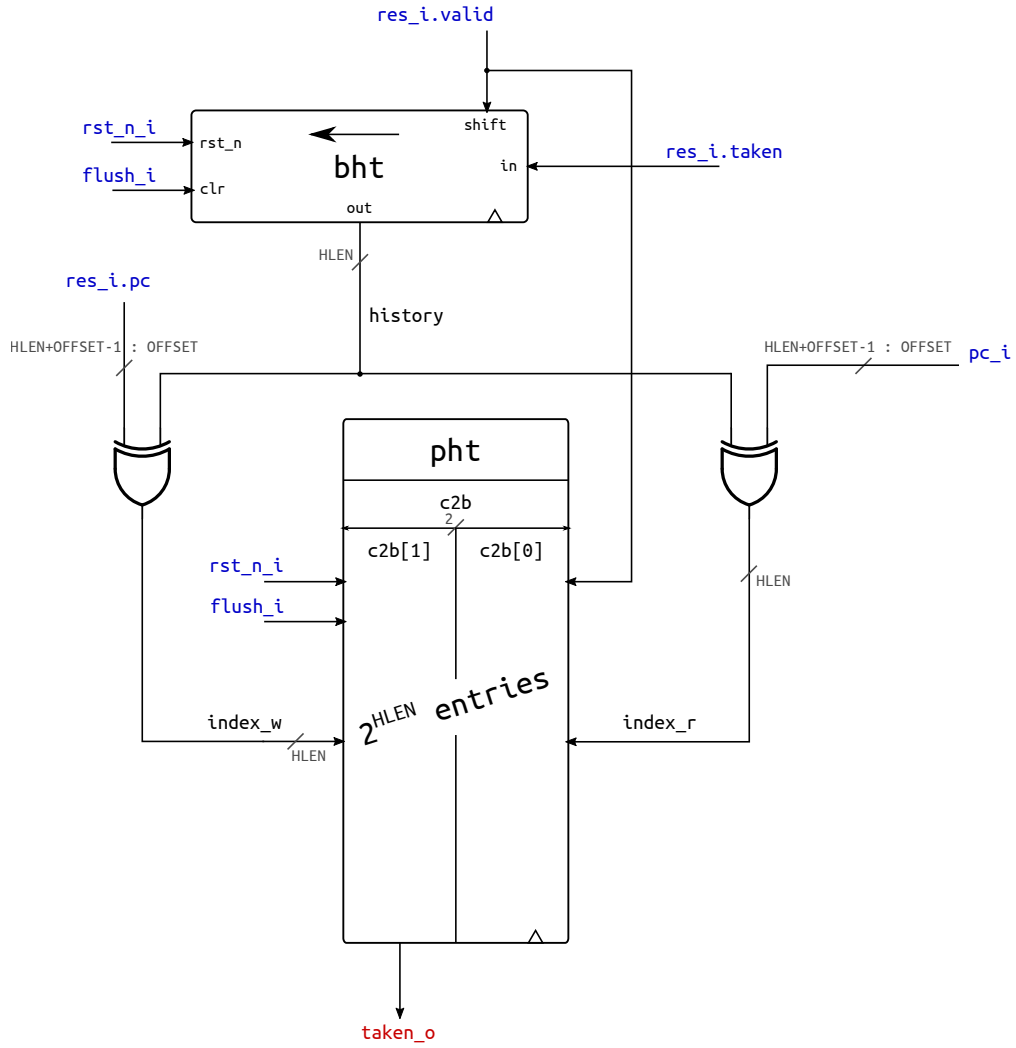 res_i.valid
shift
rst_n_i
rst_n
bht
in
res_i.taken
flush_i
clr
out
HLEN
res_i.pc
history
HLEN+OFFSET-1 : OFFSET
HLEN+OFFSET-1 : OFFSET
pc_i
pht
c2b
2
c2b[1]
c2b[0]
rst_n_i
HLEN
flush_i
2^HLEN entries
index_w
index_r
HLEN
taken_o